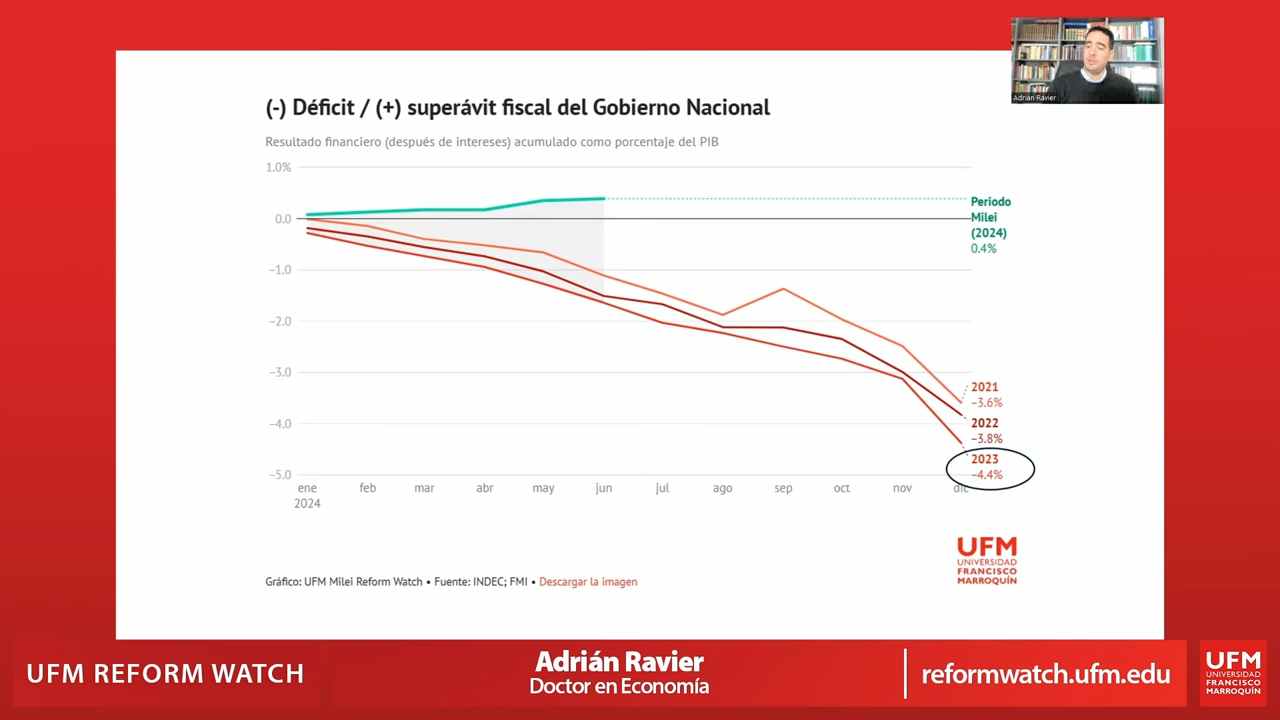 Adrián Ravier
(-) Déficit / (+) superávit fiscal del Gobierno Nacional
Resultado financiero (después de intereses) acumulado como porcentaje del PIB
1.0%
0.0
−1.0
−2.0
−3.0
−4.0
−5.0
Periodo
Milei
(2024)
0.4%
2021
−3.6%
2022
−3.8%
2023
−4.4%
ene feb mar abr may jun jul ago sep oct nov dic
2024
UFM
UNIVERSIDAD
FRANCISCO
MARROQUÍN
Gráfico: UFM Milei Reform Watch • Fuente: INDEC; FMI • Descargar la imagen
UFM REFORM WATCH
Adrián Ravier
Doctor en Economía
reformwatch.ufm.edu
UFM
UNIVERSIDAD
FRANCISCO
MARROQUÍN